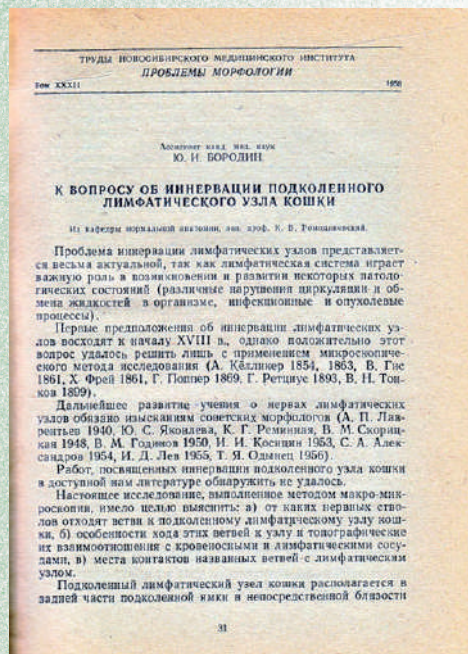 ТРУДЫ НОВОСИБИРСКОГО МЕДИЦИНСКОГО ИНСТИТУТА
ПРОБЛЕМЫ МОРФОЛОГИИ
Том XXXII 1958
Ассистент канд. мед. наук
Ю. И. БОРОДИН
К ВОПРОСУ ОБ ИННЕРВАЦИИ ПОДКОЛЕННОГО
ЛИМФАТИЧЕСКОГО УЗЛА КОШКИ
Из кафедры нормальной анатомии, зав. проф. К. В. Ромодановский.
Проблема иннервации лимфатических узлов представляет-
ся весьма актуальной, так как лимфатическая система играет
важную роль в возникновении и развитии некоторых патоло-
гических состояний (различные нарушения циркуляции и об-
мена жидкостей в организме, инфекционные и опухолевые
процессы).
Первые предположения об иннервации лимфатических уз-
лов восходят к началу XVIII в., однако положительно этот
вопрос удалось решить лишь с применением микроскопиче-
ского метода исследования (А. Кёлликер 1854, 1863, В. Гис
1861, Х. Фрей 1861, Г. Поппер 1869, Г. Ретциус 1893, В. Н. Тон-
ков 1899).
Дальнейшее развитие учения о нервах лимфатических
узлов обязано изысканиям советских морфологов (А. П. Лав-
рентьев 1940, Ю. С. Яковлева, К. Г. Реминная, В. М. Скориц-
кая 1948, В. М. Годинов 1950, И. И. Косицин 1953, С. А. Алек-
сандров 1954, И. Д. Лев 1955, Т. Я. Одынец 1956).
Работ, посвященных иннервации подколенного узла кошки
в доступной нам литературе обнаружить не удалось.
Настоящее исследование, выполненное методом макро-мик-
роскопии, имело целью выяснить: а) от каких нервных ство-
лов отходят ветви к подколенному лимфатическому узлу кош-
ки, б) особенности хода этих ветвей к узлу и топографические
их взаимоотношения с кровеносными и лимфатическими сосу-
дами, в) места контактов названных ветвей с лимфатическим
узлом.
Подколенный лимфатический узел кошки располагается в
задней части подколенной ямки в непосредственной близости
31